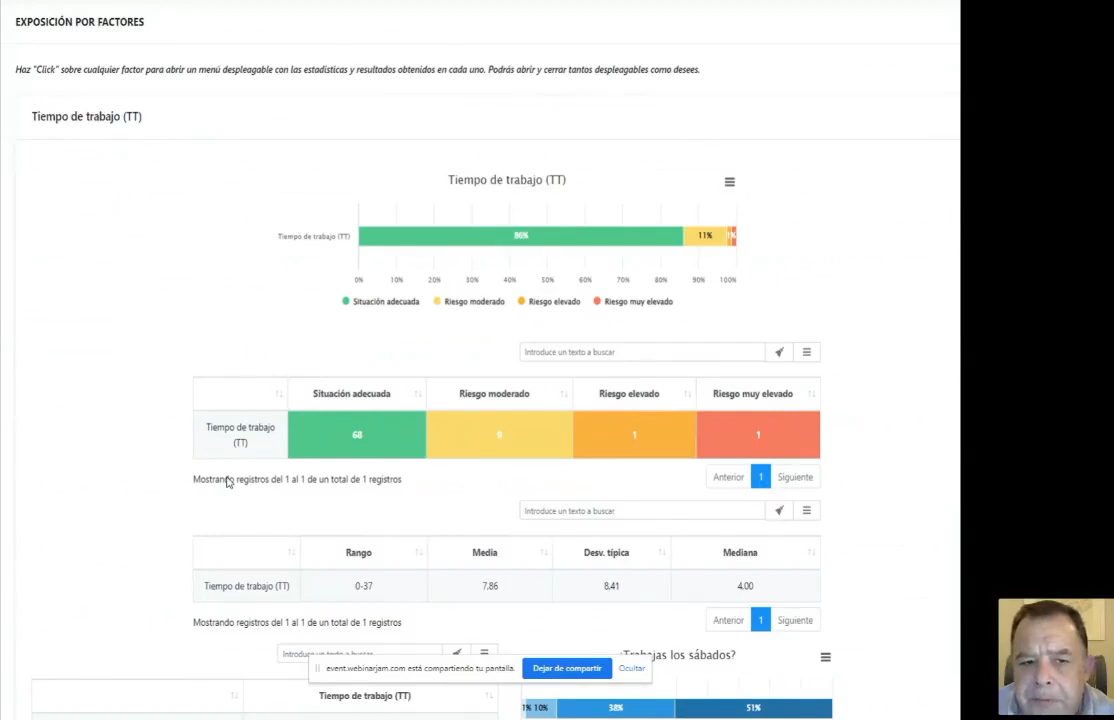 EXPOSICIÓN POR FACTORES
Haz "Click" sobre cualquier factor para abrir un menú despleagable con las estadísticas y resultados obtenidos en cada uno. Podrás abrir y cerrar tantos despleagables como desees.
Tiempo de trabajo (TT)
Tiempo de trabajo (TT)
Tiempo de trabajo (TT)
86%
11%
0%
10%
20%
30%
40%
50%
60%
70%
80%
90%
100%
Situación adecuada
Riesgo moderado
Riesgo elevado
Riesgo muy elevado
Introduce un texto a buscar
Situación adecuada
Riesgo moderado
Riesgo elevado
Riesgo muy elevado
Tiempo de trabajo
(TT)
68
9
1
1
Mostrando registros del 1 al 1 de un total de 1 registros
Anterior 1 Siguiente
Introduce un texto a buscar
Rango
Media
Desv. típica
Mediana
Tiempo de trabajo (TT)
0-37
7,86
8,41
4.00
Mostrando registros del 1 al 1 de un total de 1 registros
Anterior 1 Siguiente
¿Trabajas los sábados?
event.webinarjam.com está compartiendo tu pantalla.
Dejar de compartir
Ocultar
Tiempo de trabajo (TT)
1% 10%
38%
51%